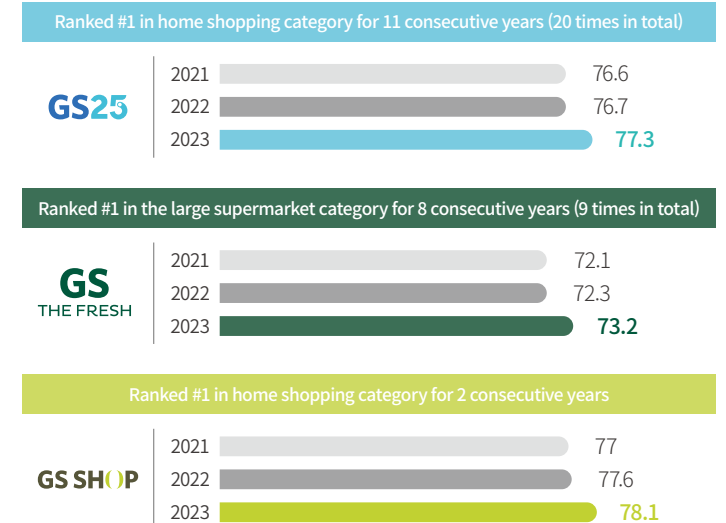 Ranked #1 in home shopping category for 11 consecutive years (20 times in total)
GS25
2021 76.6
2022 76.7
2023 77.3
Ranked #1 in the large supermarket category for 8 consecutive years (9 times in total)
GS
THE FRESH
2021 72.1
2022 72.3
2023 73.2
Ranked #1 in home shopping category for 2 consecutive years
GS SHOP
2021 77
2022 77.6
2023 78.1